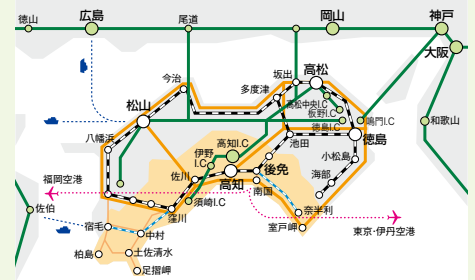 徳山
広島
尾道
岡山
神戸
大阪
今治
坂出
高松
多度津
高松中央I.C
板野I.C
鳴門I.C
和歌山
松山
徳島I.C
徳島
八幡浜
高知I.C
伊野
I.C
池田
小松島
後免
福岡空港
佐川
高知
海部
南国
佐伯
須崎I.C
窪川
奈半利
宿毛
中村
室戸岬
東京・伊丹空港
柏島
土佐清水
足摺岬